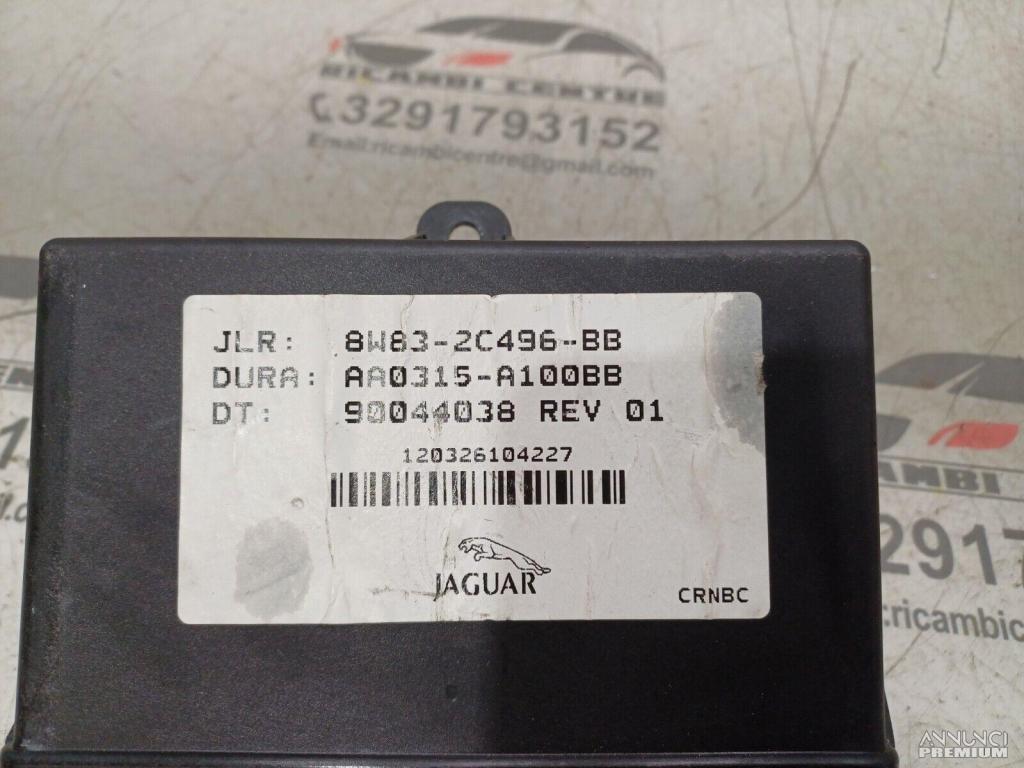 RICAMBI CENTRE
3291793152
Email:ricambicentre@gmail.com
JLR: 8W83-2C496-BB
DURA: AA0315-A100BB
DT: 90044038 REV 01
120326104227
JAGUAR
CRNBC
ANNUNCI
PREMIUM